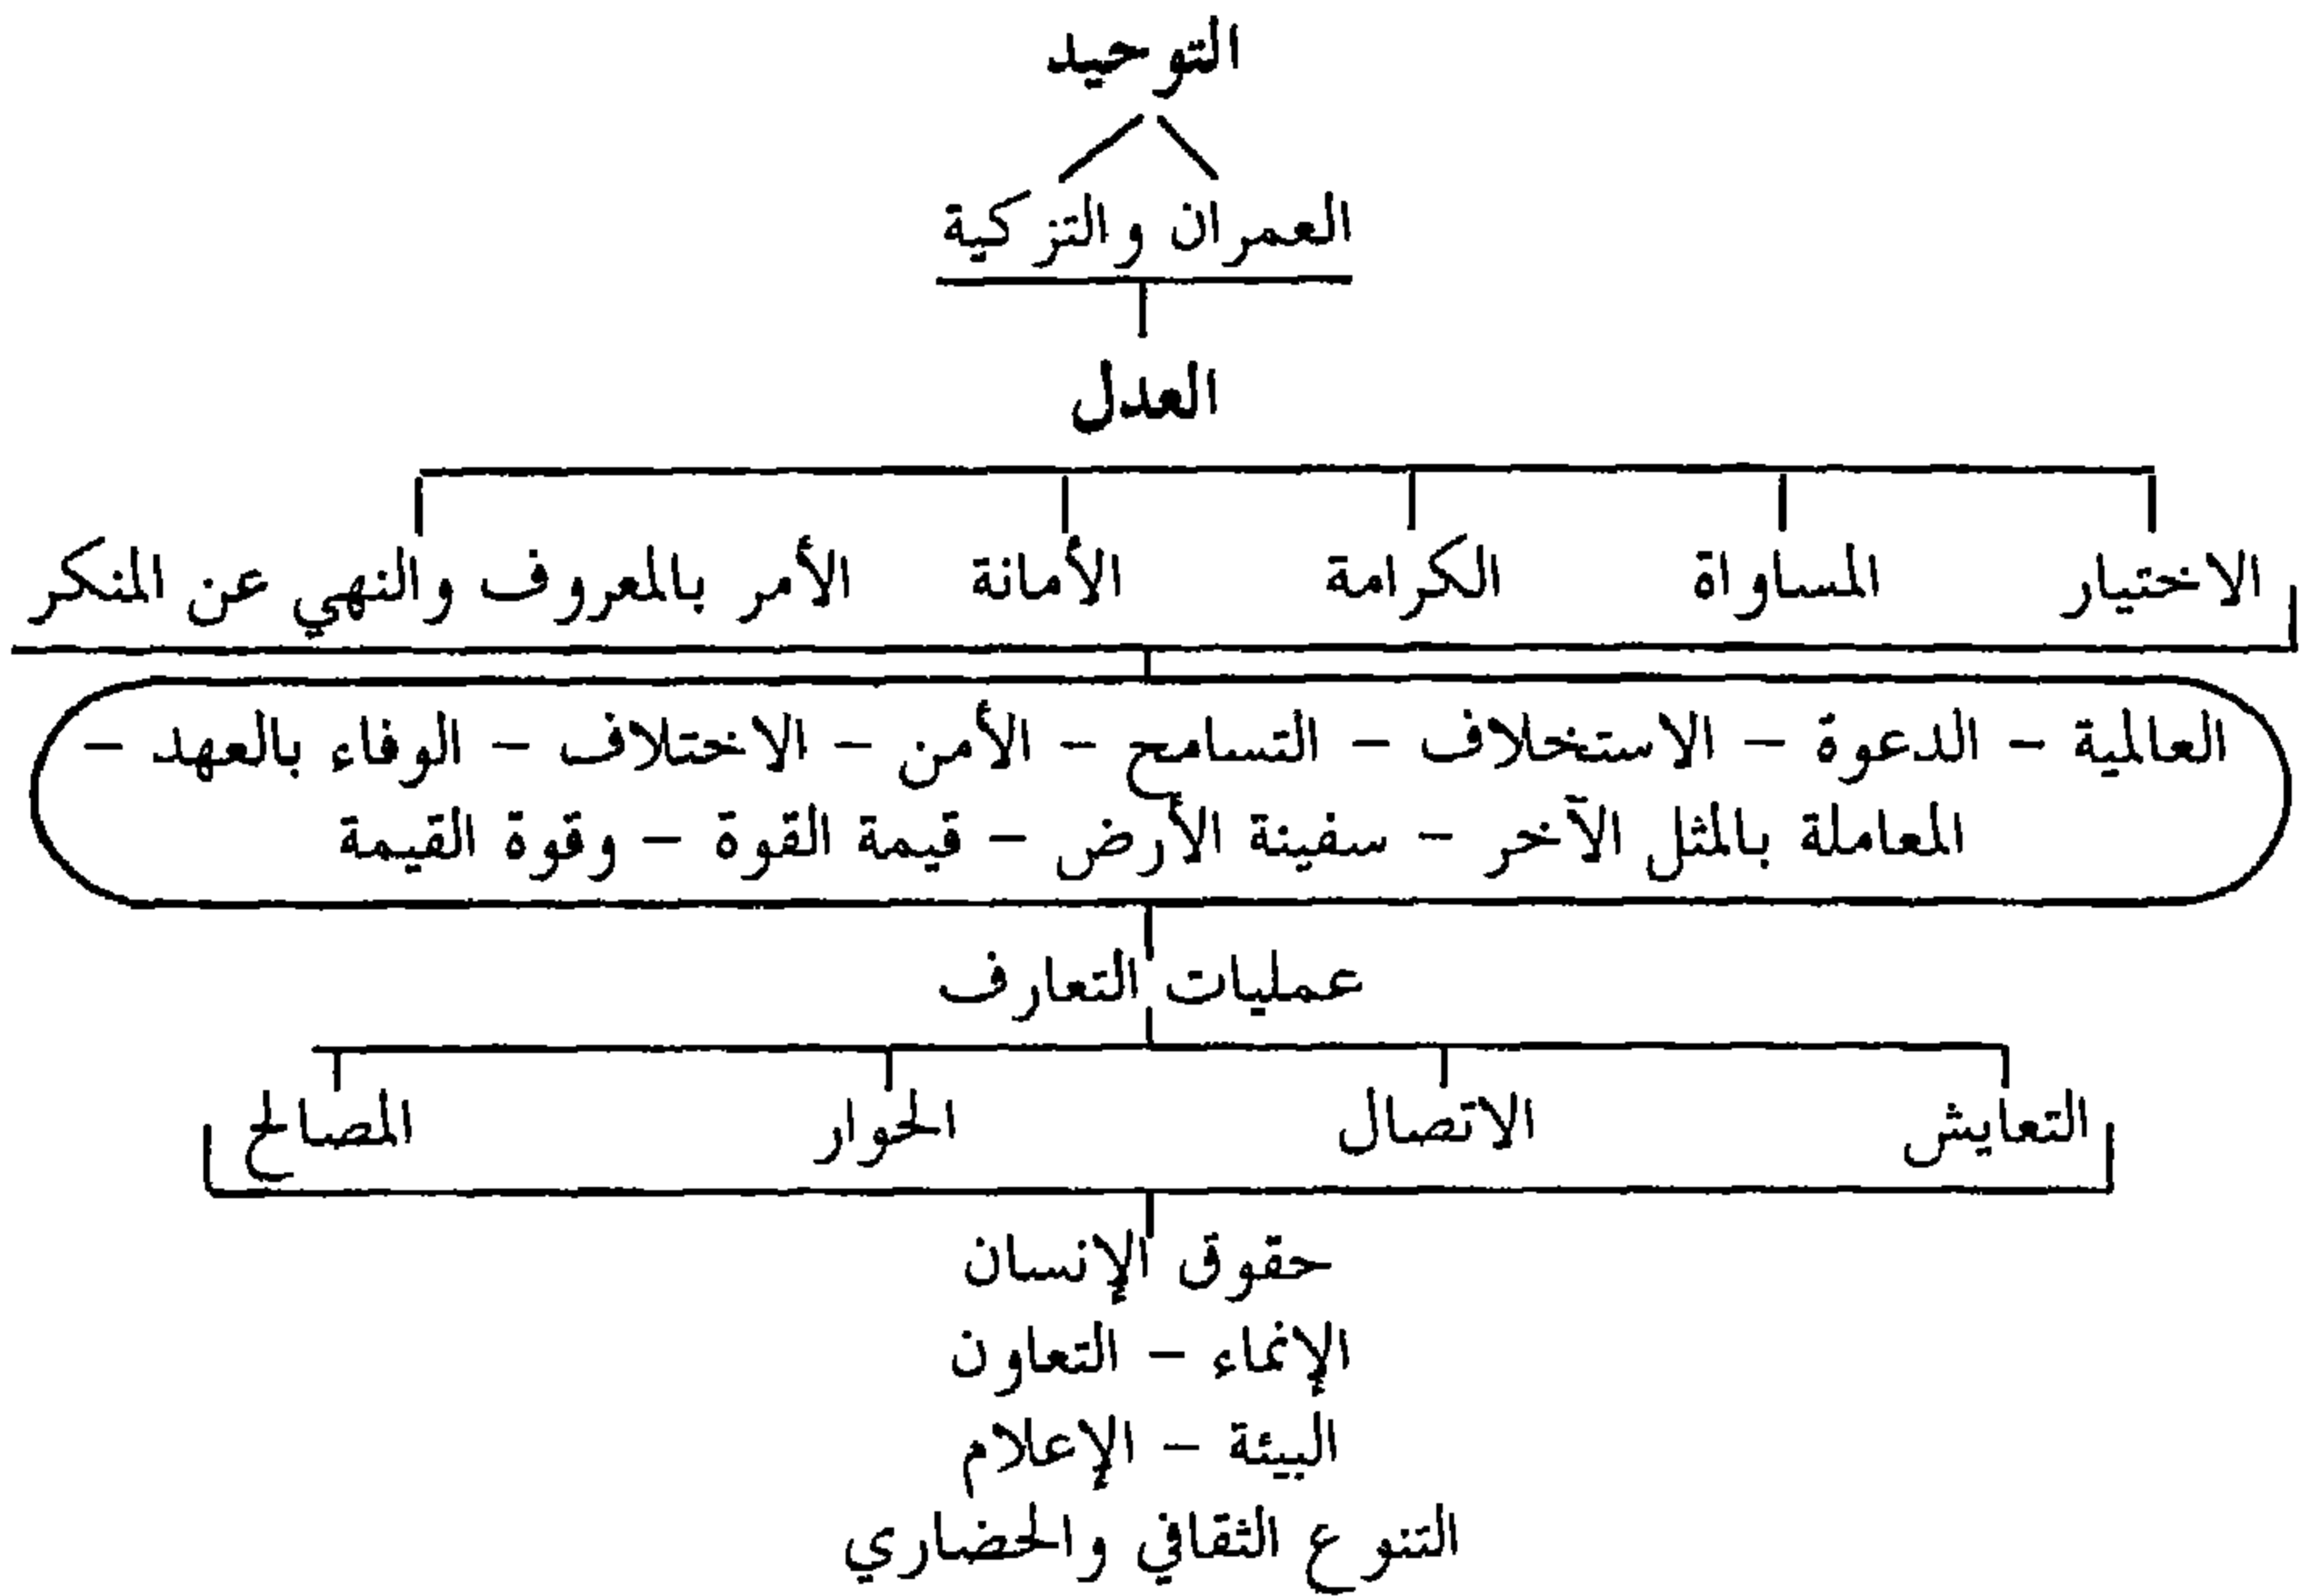 التوحيد
العمران والتزكية
العدل
الاختيار المساواة الكرامة الأمانة الأمر بالمعروف والنهي عن المنكر
العالمية – الدعوة – الاستخلاف – التسامح – الأمن – الاختلاف – الوفاء بالعهد –
المعاملة بالمثل الآخر – سفينة الأرض – قيمة القوة – وقوة القيمة
عمليات التعارف
التعايش الاتصال الحوار المصالح
حقوق الإنسان
الإنماء – التعاون
البيئة – الإعلام
التنوع الثقافي والحضاري